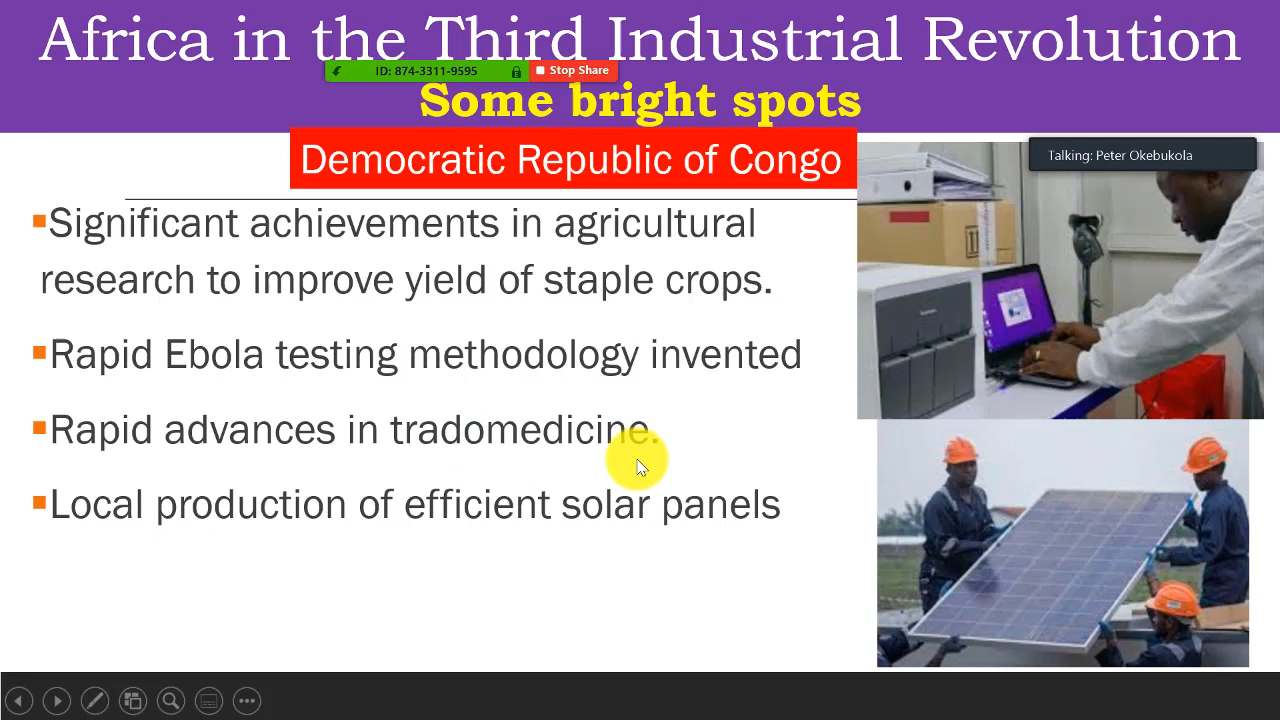 Africa in the Third Industrial Revolution
ID: 874-3311-9595
Stop Share
Some bright spots
Democratic Republic of Congo
Talking: Peter Okebukola
Significant achievements in agricultural
research to improve yield of staple crops.
Rapid Ebola testing methodology invented
Rapid advances in tradomedicine.
Local production of efficient solar panels